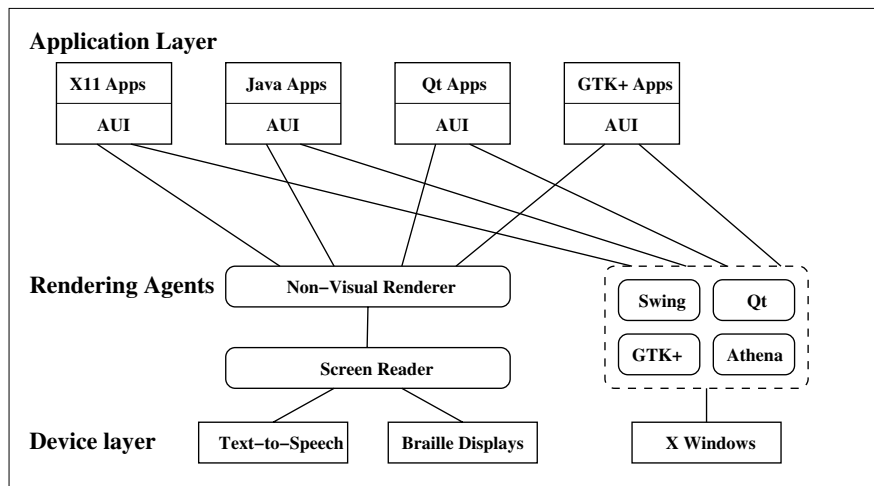 Application Layer
X11 Apps Java Apps Qt Apps GTK+ Apps
AUI AUI AUI AUI
Rendering Agents
Non−Visual Renderer
Swing Qt
GTK+ Athena
Screen Reader
Device layer
Text−to−Speech Braille Displays X Windows